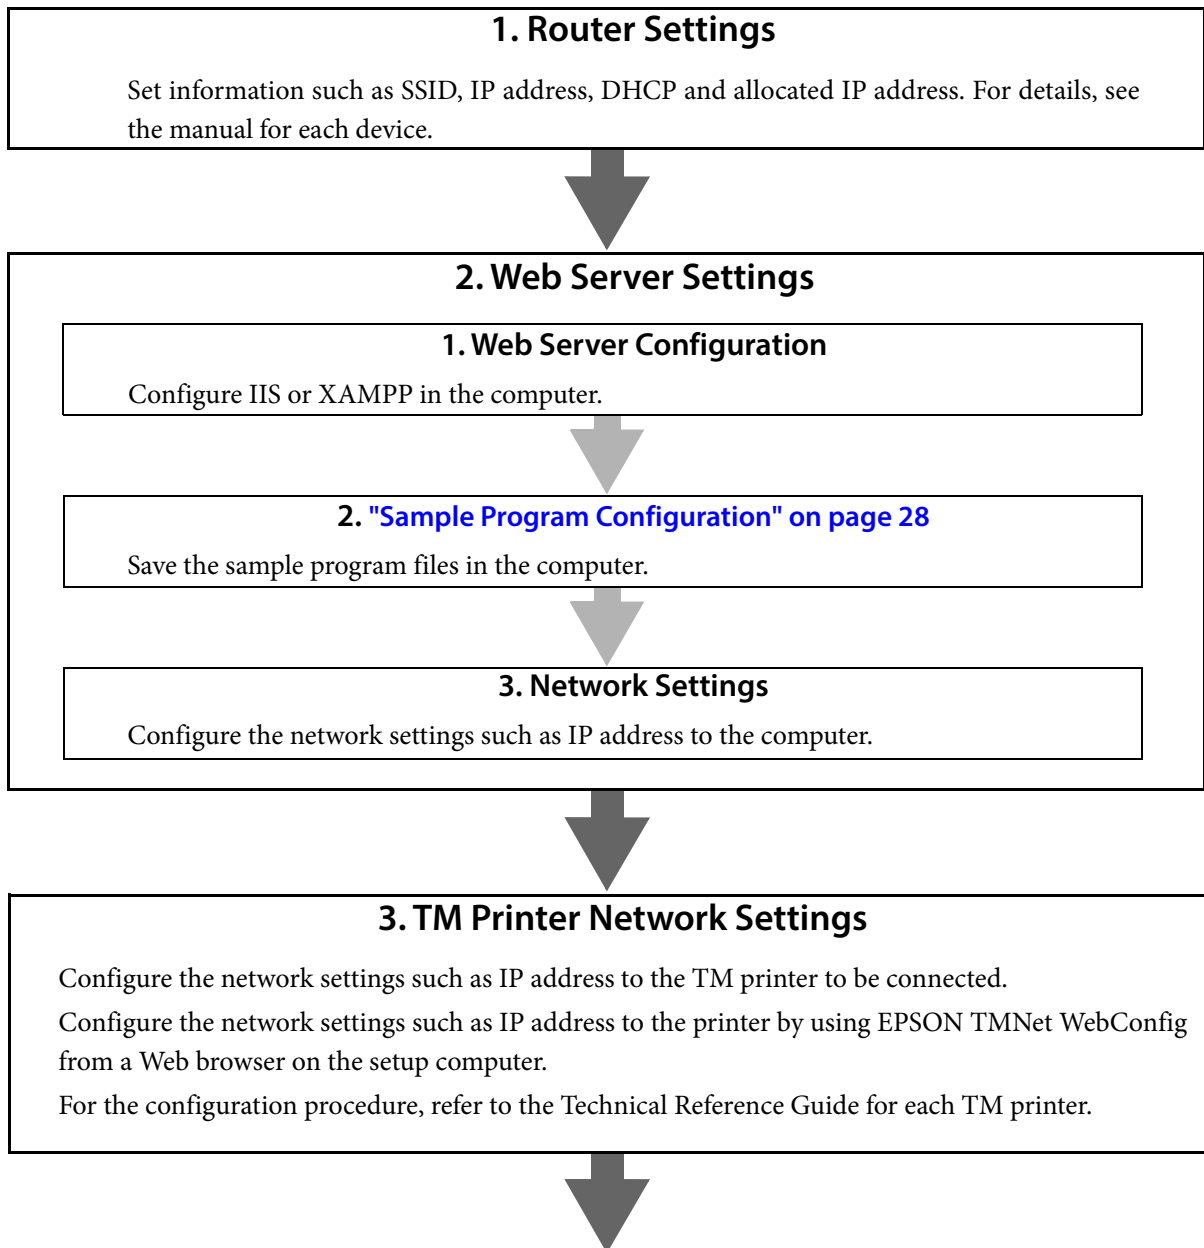 1. Router Settings
Set information such as SSID, IP address, DHCP and allocated IP address. For details, see
the manual for each device.
2. Web Server Settings
1. Web Server Configuration
Configure IIS or XAMPP in the computer.
2. "Sample Program Configuration" on page 28
Save the sample program files in the computer.
3. Network Settings
Configure the network settings such as IP address to the computer.
3. TM Printer Network Settings
Configure the network settings such as IP address to the TM printer to be connected.
Configure the network settings such as IP address to the printer by using EPSON TMNet WebConfig
from a Web browser on the setup computer.
For the configuration procedure, refer to the Technical Reference Guide for each TM printer.